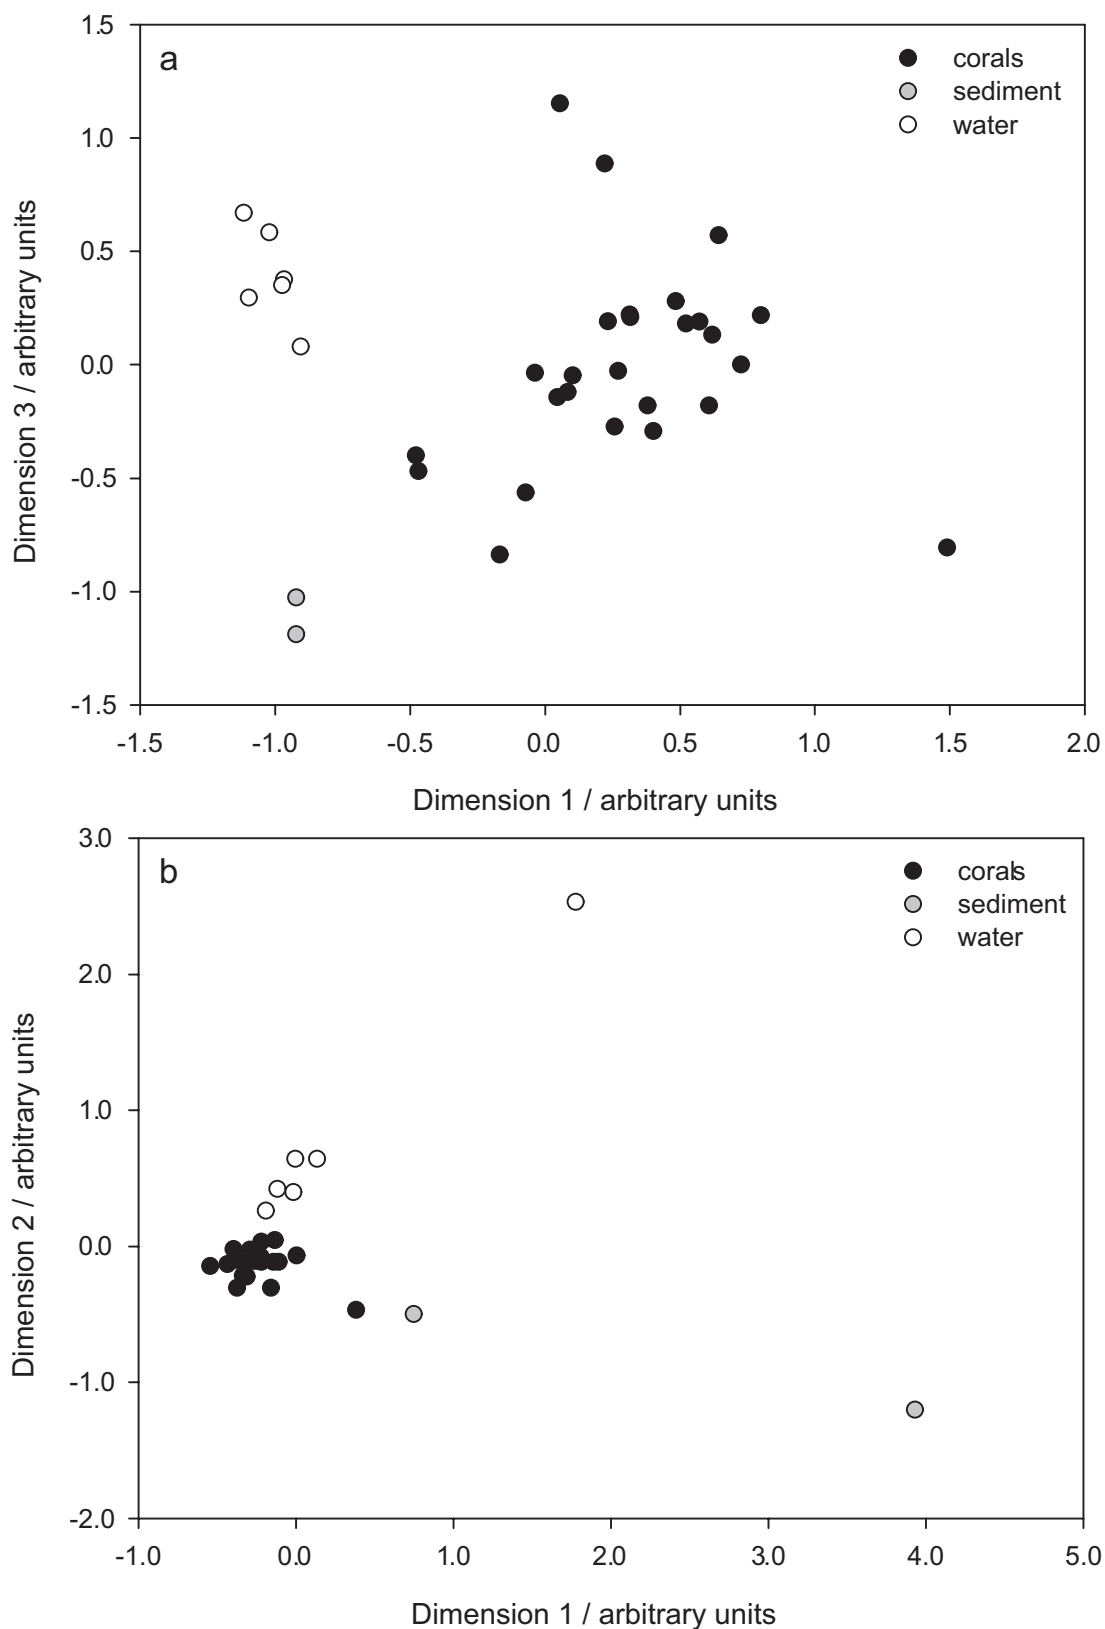 1.5
a
corals
sediment
water
1.0
0.5
0.0
-0.5
-1.0
-1.5
Dimension 3 / arbitrary units
-1.5 -1.0 -0.5 0.0 0.5 1.0 1.5 2.0
Dimension 1 / arbitrary units
3.0
b
corals
sediment
water
2.0
1.0
0.0
-1.0
-2.0
Dimension 2 / arbitrary units
-1.0 0.0 1.0 2.0 3.0 4.0 5.0
Dimension 1 / arbitrary units